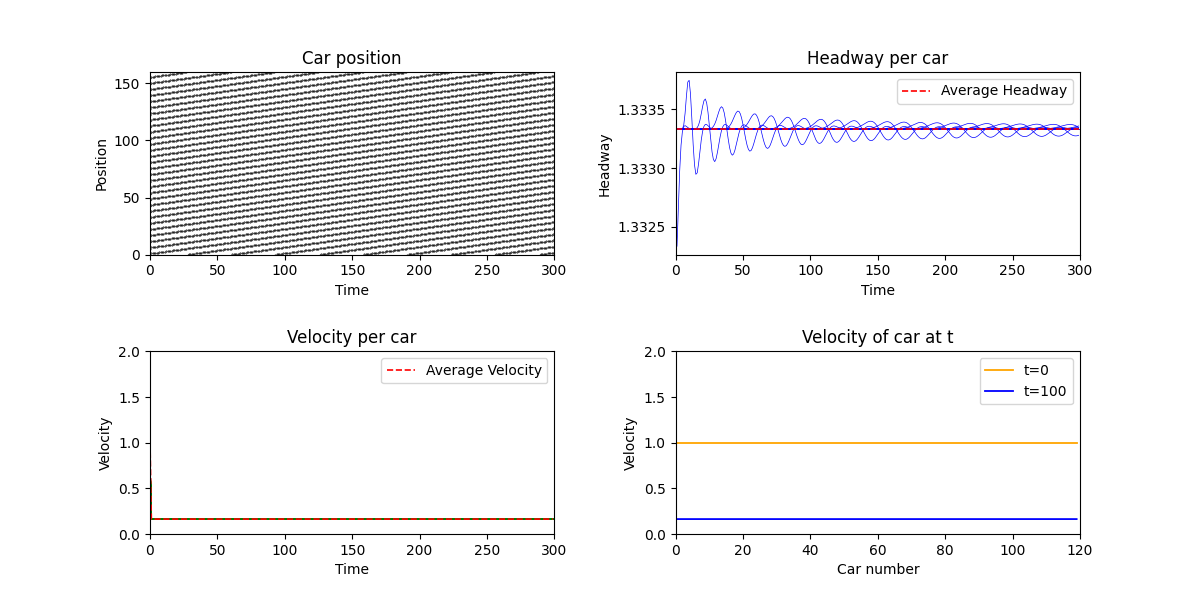 Car position
150
100
50
0
Position
0 50 100 150 200 250 300
Time
Headway per car
Average Headway
1.3335
1.3330
1.3325
Headway
0 50 100 150 200 250 300
Time
Velocity per car
Average Velocity
2.0
1.5
1.0
0.5
0.0
Velocity
0 50 100 150 200 250 300
Time
Velocity of car at t
t=0
t=100
2.0
1.5
1.0
0.5
0.0
Velocity
0 20 40 60 80 100 120
Car number